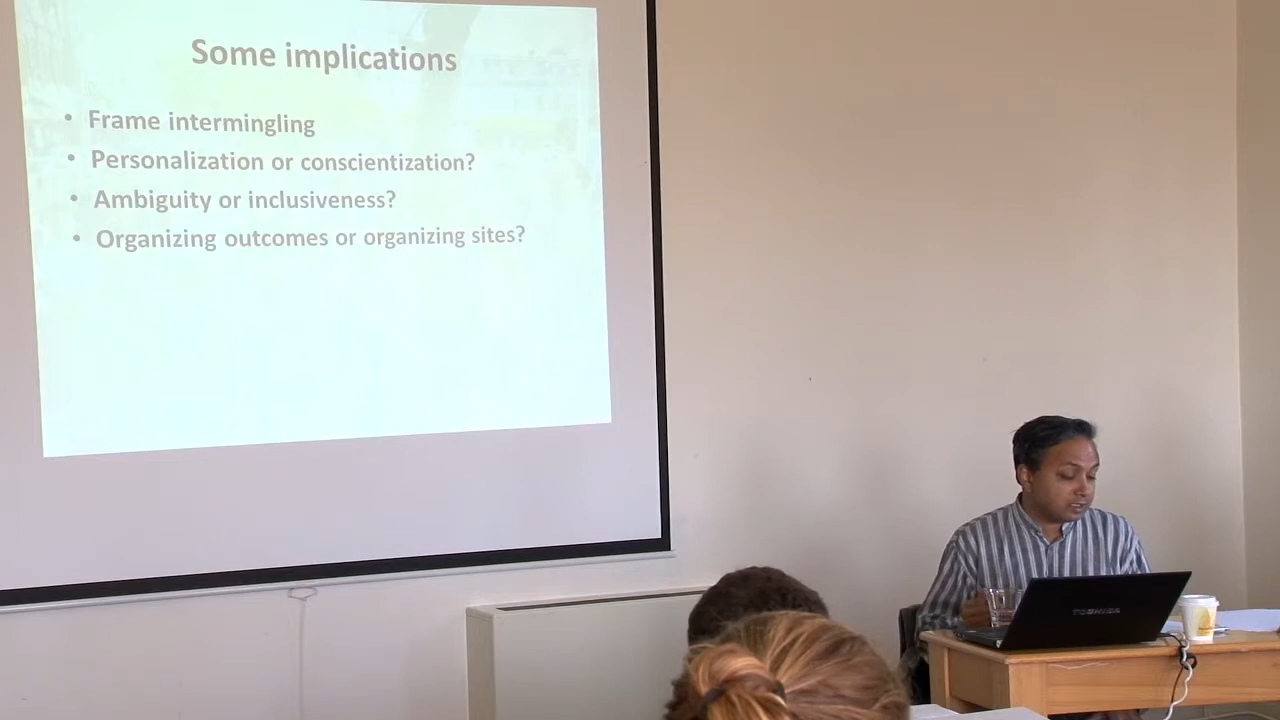 Some implications
• Frame intermingling
• Personalization or conscientization?
• Ambiguity or inclusiveness?
• Organizing outcomes or organizing sites?
TOSHIBA